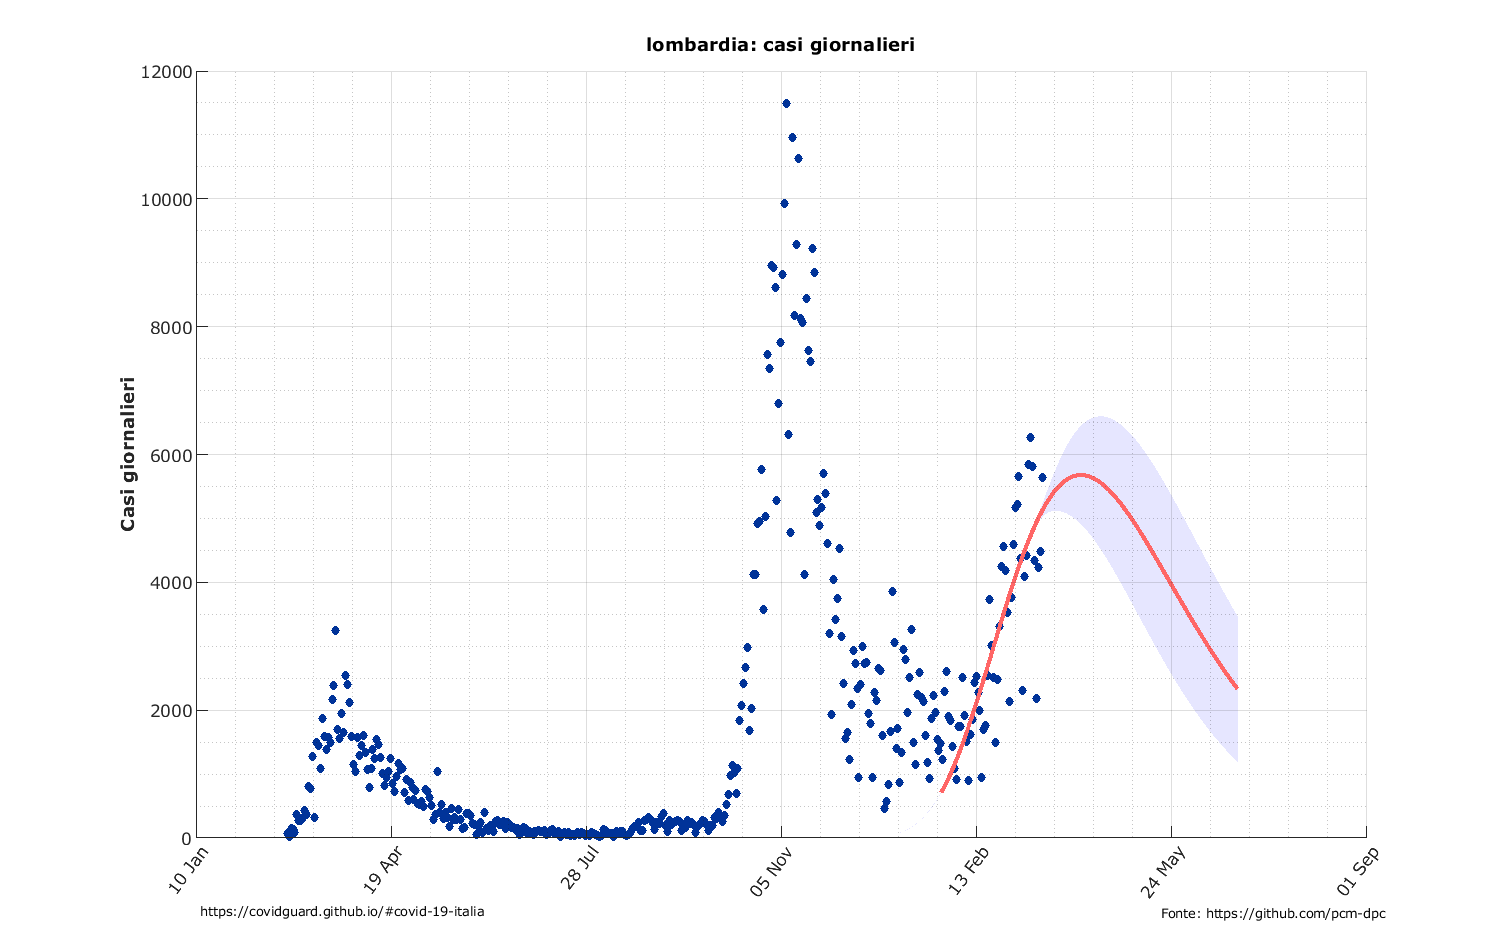 lombardia: casi giornalieri
12000
10000
8000
6000
4000
2000
0
Casi giornalieri
10 Jan
19 Apr
28 Jul
05 Nov
13 Feb
24 May
01 Sep
https://covidguard.github.io/#covid-19-italia
Fonte: https://github.com/pcm-dpc